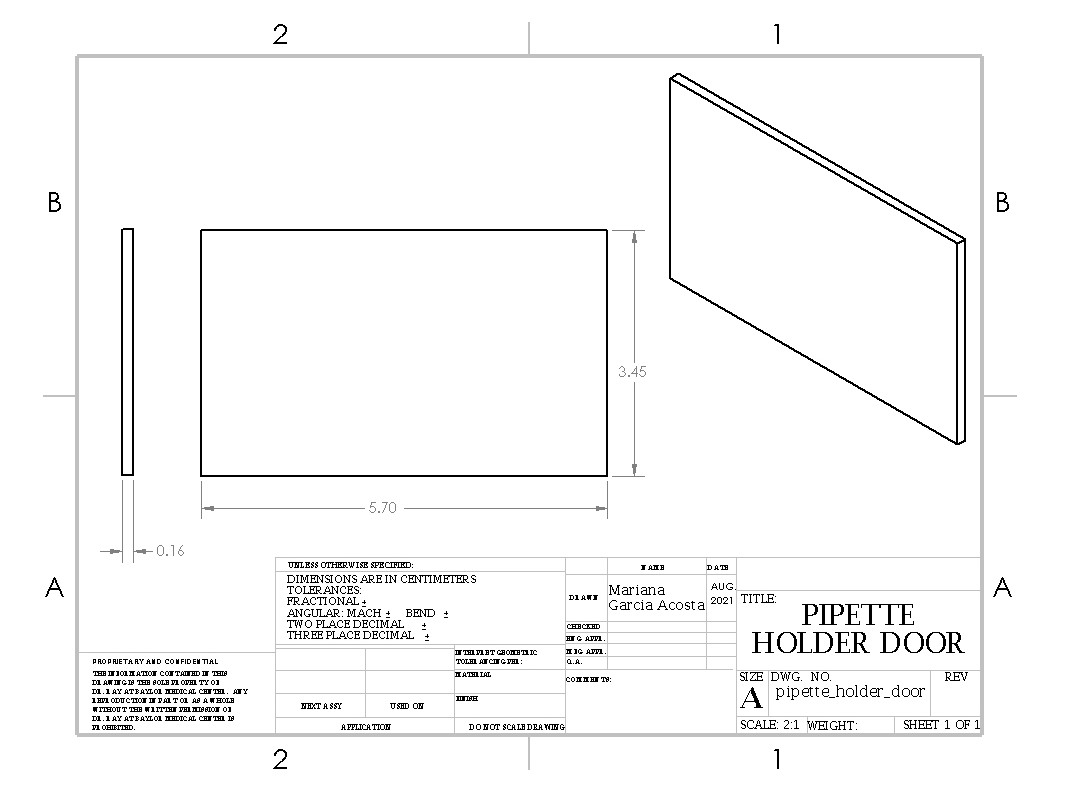 2 1
B B
3.45
5.70
0.16
A A
UNLESS OTHERWISE SPECIFIED:
DIMENSIONS ARE IN CENTIMETERS
TOLERANCES:
FRACTIONAL ±
ANGULAR: MACH ± BEND ±
TWO PLACE DECIMAL ±
THREE PLACE DECIMAL ±
INTERPRET GEOMETRIC
TOLERANCING PER:
MATERIAL
FINISH
NEXT ASSY USED ON
APPLICATION DO NOT SCALE DRAWING
NAME DATE
DRAWN Mariana
Garcia Acosta AUG.
2021
CHECKED
ENG APPR.
MFG APPR.
Q.A.
COMMENTS:
TITLE:
PIPETTE
HOLDER DOOR
SIZE DWG. NO. REV
A pipette_holder_door
SCALE: 2:1 WEIGHT: SHEET 1 OF 1
PROPRIETARY AND CONFIDENTIAL
THE INFORMATION CONTAINED IN THIS
DRAWING IS THE SOLE PROPERTY OF
DR. RAY AT BAYLOR MEDICAL CENTER. ANY
REPRODUCTION IN PART OR AS A WHOLE
WITHOUT THE WRITTEN PERMISSION OF
DR. RAY AT BAYLOR MEDICAL CENTER IS
PROHIBITED.
2 1